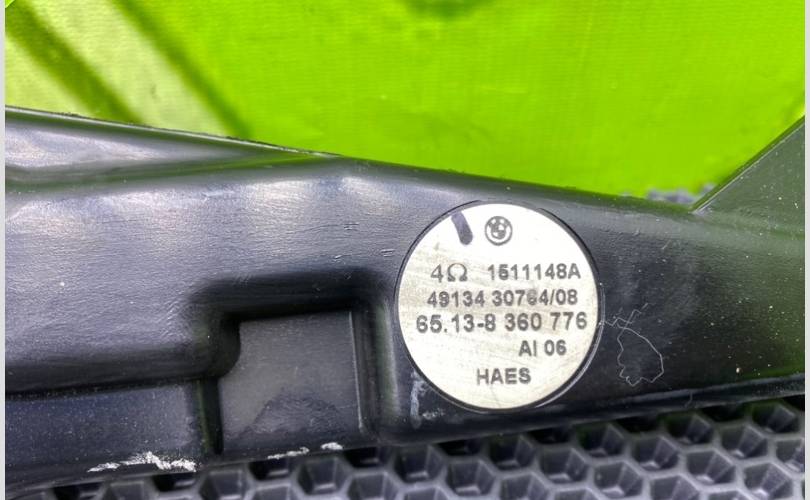 4Ω 1511148A
49134 30764/08
65.13-8 360 776
AI 06
HAES